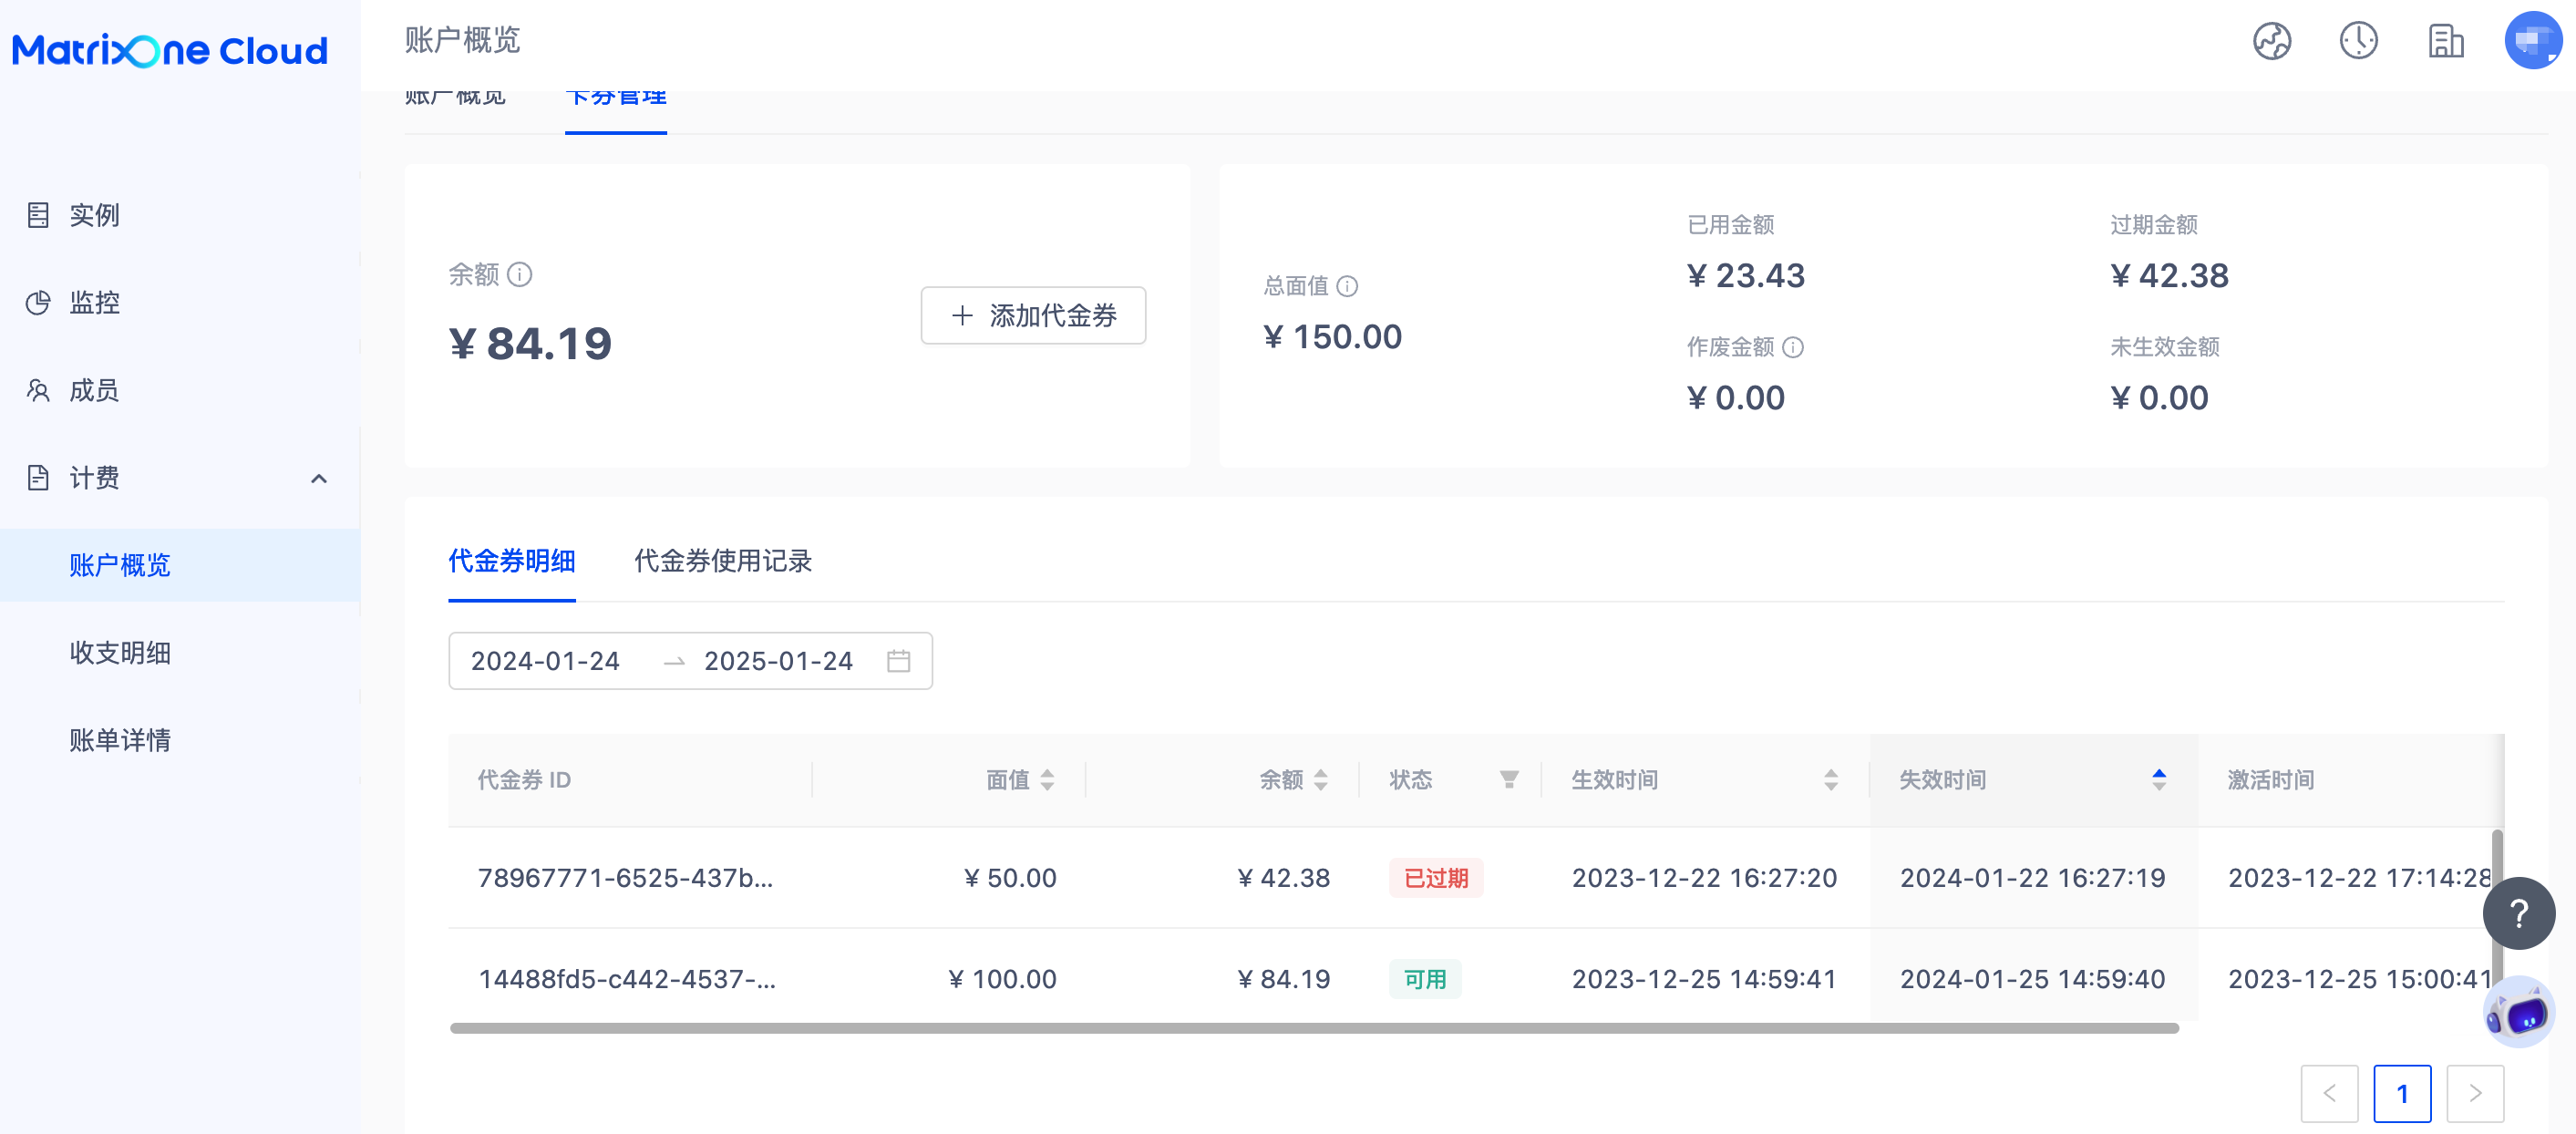 MatrixOne Cloud
账户概览
实例
监控
成员
计费
账户概览
收支明细
账单详情
账户概览 卡券管理
余额
¥ 84.19
添加代金券
总面值
¥ 150.00
已用金额
¥ 23.43
过期金额
¥ 42.38
作废金额
¥ 0.00
未生效金额
¥ 0.00
代金券明细 代金券使用记录
2024-01-24 → 2025-01-24
代金券 ID 面值 余额 状态 生效时间 失效时间 激活时间
78967771-6525-437b... ¥ 50.00 ¥ 42.38 已过期 2023-12-22 16:27:20 2024-01-22 16:27:19 2023-12-22 17:14:28
14488fd5-c442-4537-... ¥ 100.00 ¥ 84.19 可用 2023-12-25 14:59:41 2024-01-25 14:59:40 2023-12-25 15:00:41
?
< 1 >